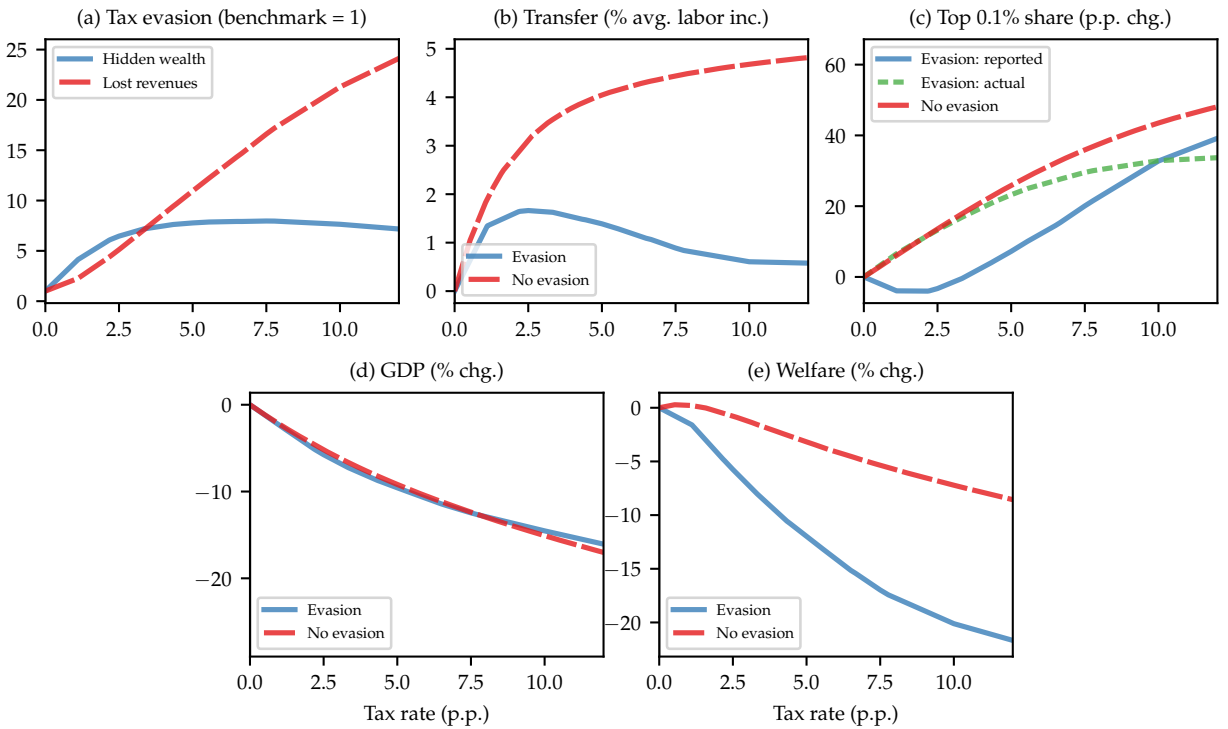 (a) Tax evasion (benchmark = 1)
(b) Transfer (% avg. labor inc.)
(c) Top 0.1% share (p.p. chg.)
25
20
15
10
5
0
Hidden wealth
Lost revenues
0.0 2.5 5.0 7.5 10.0
5
4
3
2
1
0
Evasion
No evasion
0.0 2.5 5.0 7.5 10.0
60
40
20
0
Evasion: reported
Evasion: actual
No evasion
0.0 2.5 5.0 7.5 10.0
(d) GDP (% chg.)
(e) Welfare (% chg.)
0
−10
−20
Evasion
No evasion
0.0 2.5 5.0 7.5 10.0
Tax rate (p.p.)
0
−5
−10
−15
−20
Evasion
No evasion
0.0 2.5 5.0 7.5 10.0
Tax rate (p.p.)